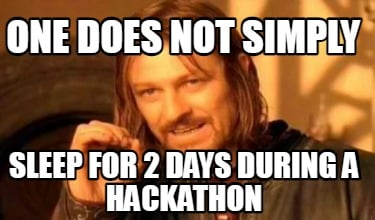 ONE DOES NOT SIMPLY
SLEEP FOR 2 DAYS DURING A
HACKATHON